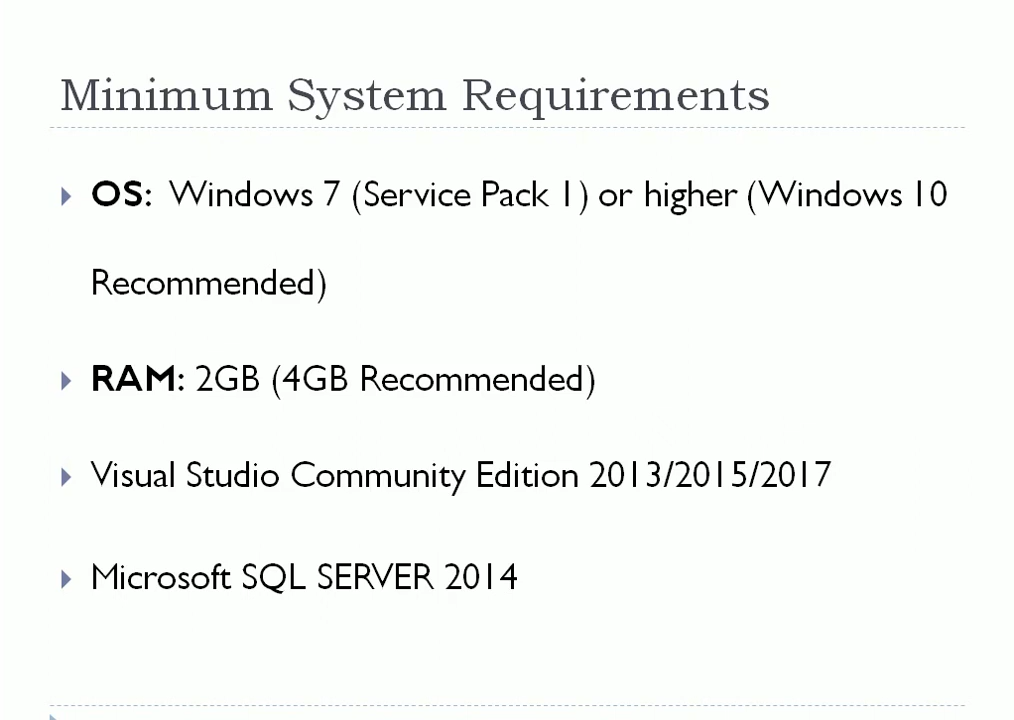 Minimum System Requirements
OS: Windows 7 (Service Pack 1) or higher (Windows 10
Recommended)
RAM: 2GB (4GB Recommended)
Visual Studio Community Edition 2013/2015/2017
Microsoft SQL SERVER 2014